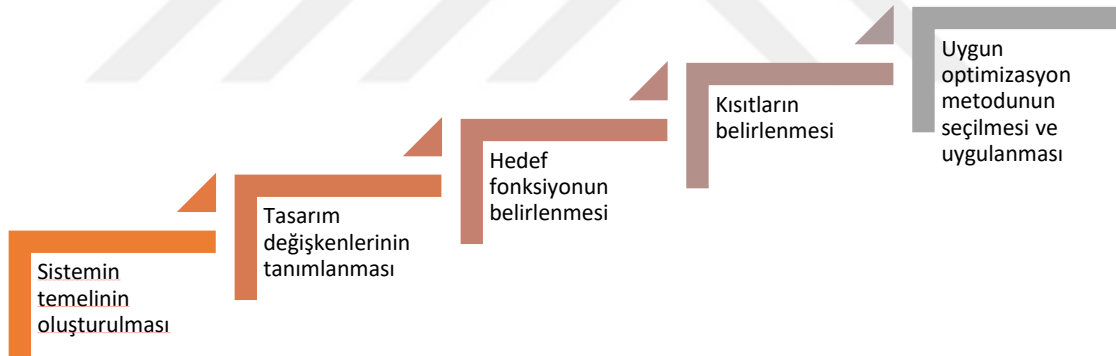 Sistemin
temelinin
oluşturulması
Tasarım
değişkenlerinin
tanımlanması
Hedef
fonksiyonun
belirlenmesi
Kısıtların
belirlenmesi
Uygun
optimizasyon
metodunun
seçilmesi ve
uygulanması